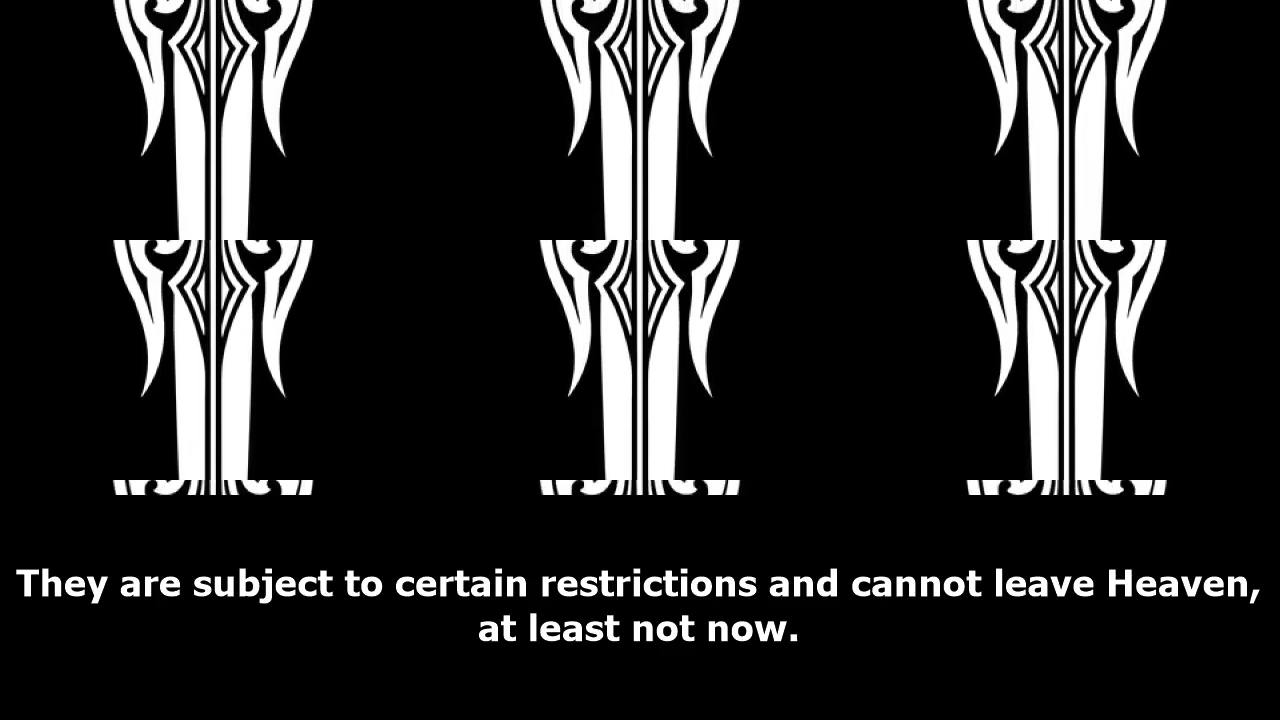 They are subject to certain restrictions and cannot leave Heaven,
at least not now.